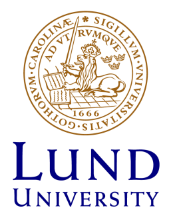 SIGILLVM·VNIVERSITATIS·GOTHORVM·CAROLINÆ
AD VTRVMQVE
1666
LUND
UNIVERSITY